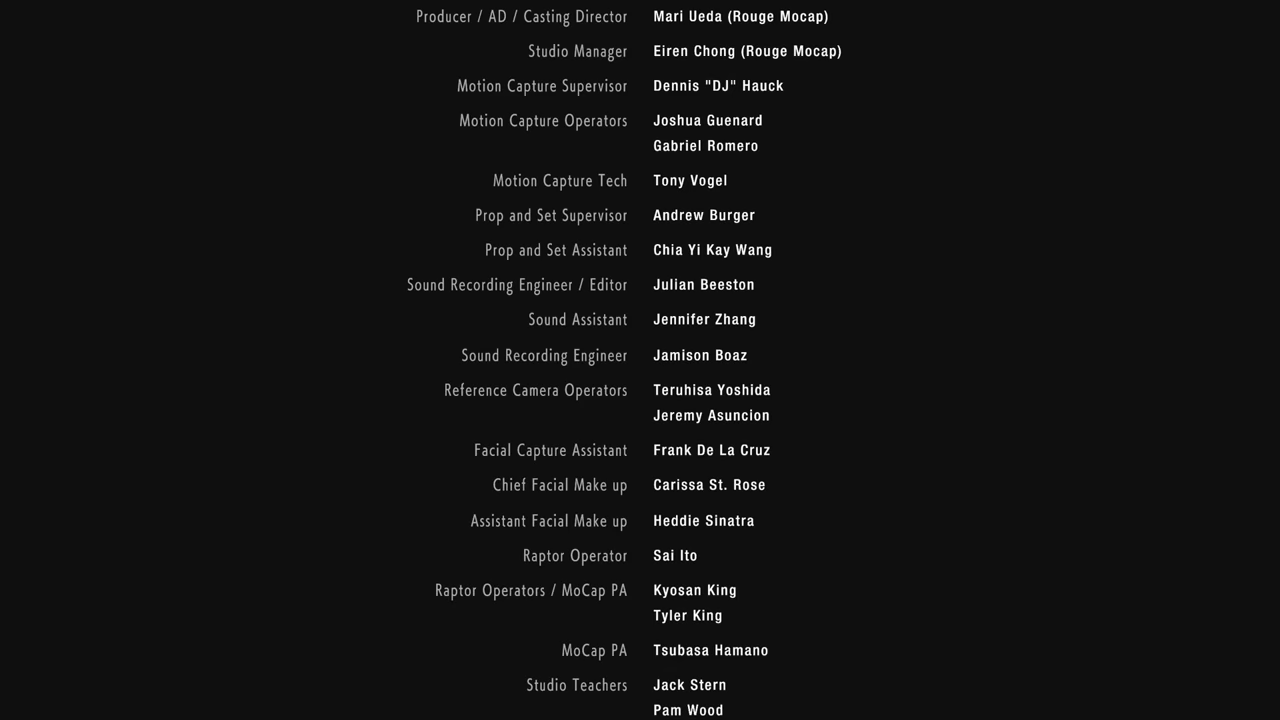 Producer / AD / Casting Director Mari Ueda (Rouge Mocap)
Studio Manager Eiren Chong (Rouge Mocap)
Motion Capture Supervisor Dennis "DJ" Hauck
Motion Capture Operators Joshua Guenard
Gabriel Romero
Motion Capture Tech Tony Vogel
Prop and Set Supervisor Andrew Burger
Prop and Set Assistant Chia Yi Kay Wang
Sound Recording Engineer / Editor Julian Beeston
Sound Assistant Jennifer Zhang
Sound Recording Engineer Jamison Boaz
Reference Camera Operators Teruhisa Yoshida
Jeremy Asuncion
Facial Capture Assistant Frank De La Cruz
Chief Facial Make up Carissa St. Rose
Assistant Facial Make up Heddie Sinatra
Raptor Operator Sai Ito
Raptor Operators / MoCap PA Kyosan King
Tyler King
MoCap PA Tsubasa Hamano
Studio Teachers Jack Stern
Pam Wood